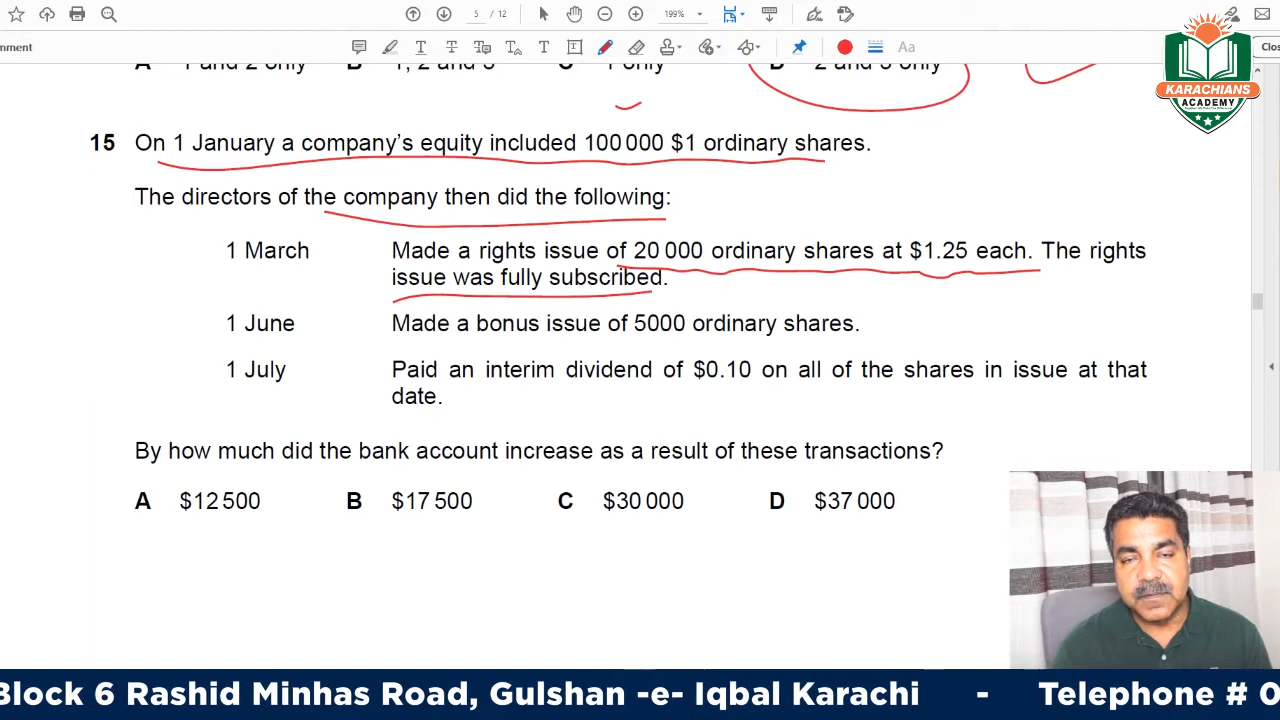 5 / 12
199%
mment
Aa
Clos
A 1 and 2 only B 1, 2 and 3 C 1 only D 2 and 3 only
KARACHIANS
ACADEMY
15 On 1 January a company’s equity included 100 000 $1 ordinary shares.
The directors of the company then did the following:
1 March Made a rights issue of 20 000 ordinary shares at $1.25 each. The rights
issue was fully subscribed.
1 June Made a bonus issue of 5000 ordinary shares.
1 July Paid an interim dividend of $0.10 on all of the shares in issue at that
date.
By how much did the bank account increase as a result of these transactions?
A $12 500 B $17 500 C $30 000 D $37 000
Block 6 Rashid Minhas Road, Gulshan -e- Iqbal Karachi - Telephone # 0